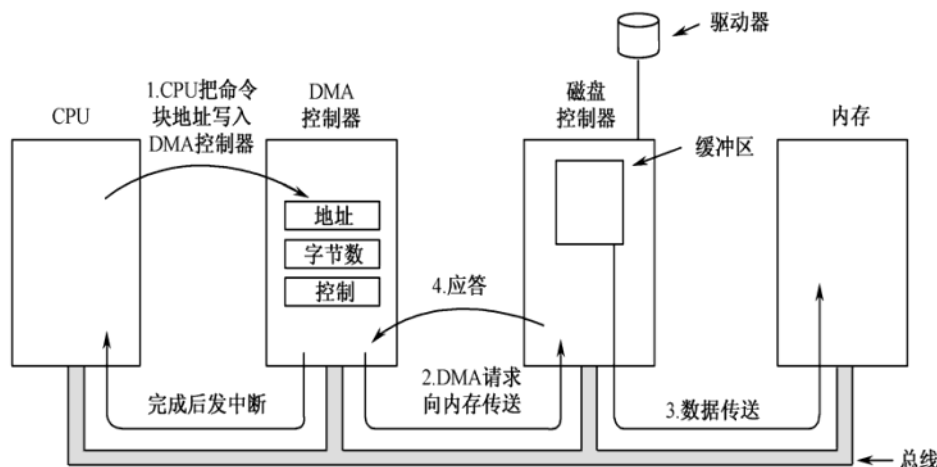 驱动器
1.CPU把命令
块地址写入
DMA控制器
CPU
DMA
控制器
磁盘
控制器
内存
缓冲区
地址
字节数
控制
4.应答
完成后发中断
2.DMA请求
向内存传送
3.数据传送
总线